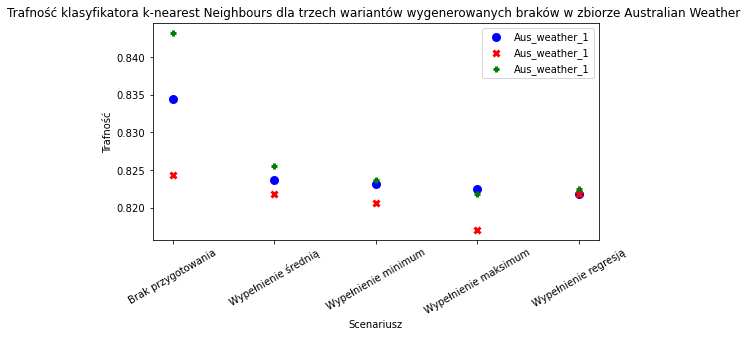 Trafność klasyfikatora k-nearest Neighbours dla trzech wariantów wygenerowanych braków w zbiorze Australian Weather
Aus_weather_1
Aus_weather_1
Aus_weather_1
0.840
0.835
0.830
0.825
0.820
Trafność
Brak przygotowania
Wypełnienie średnią
Wypełnienie minimum
Wypełnienie maksimum
Wypełnienie regresją
Scenariusz